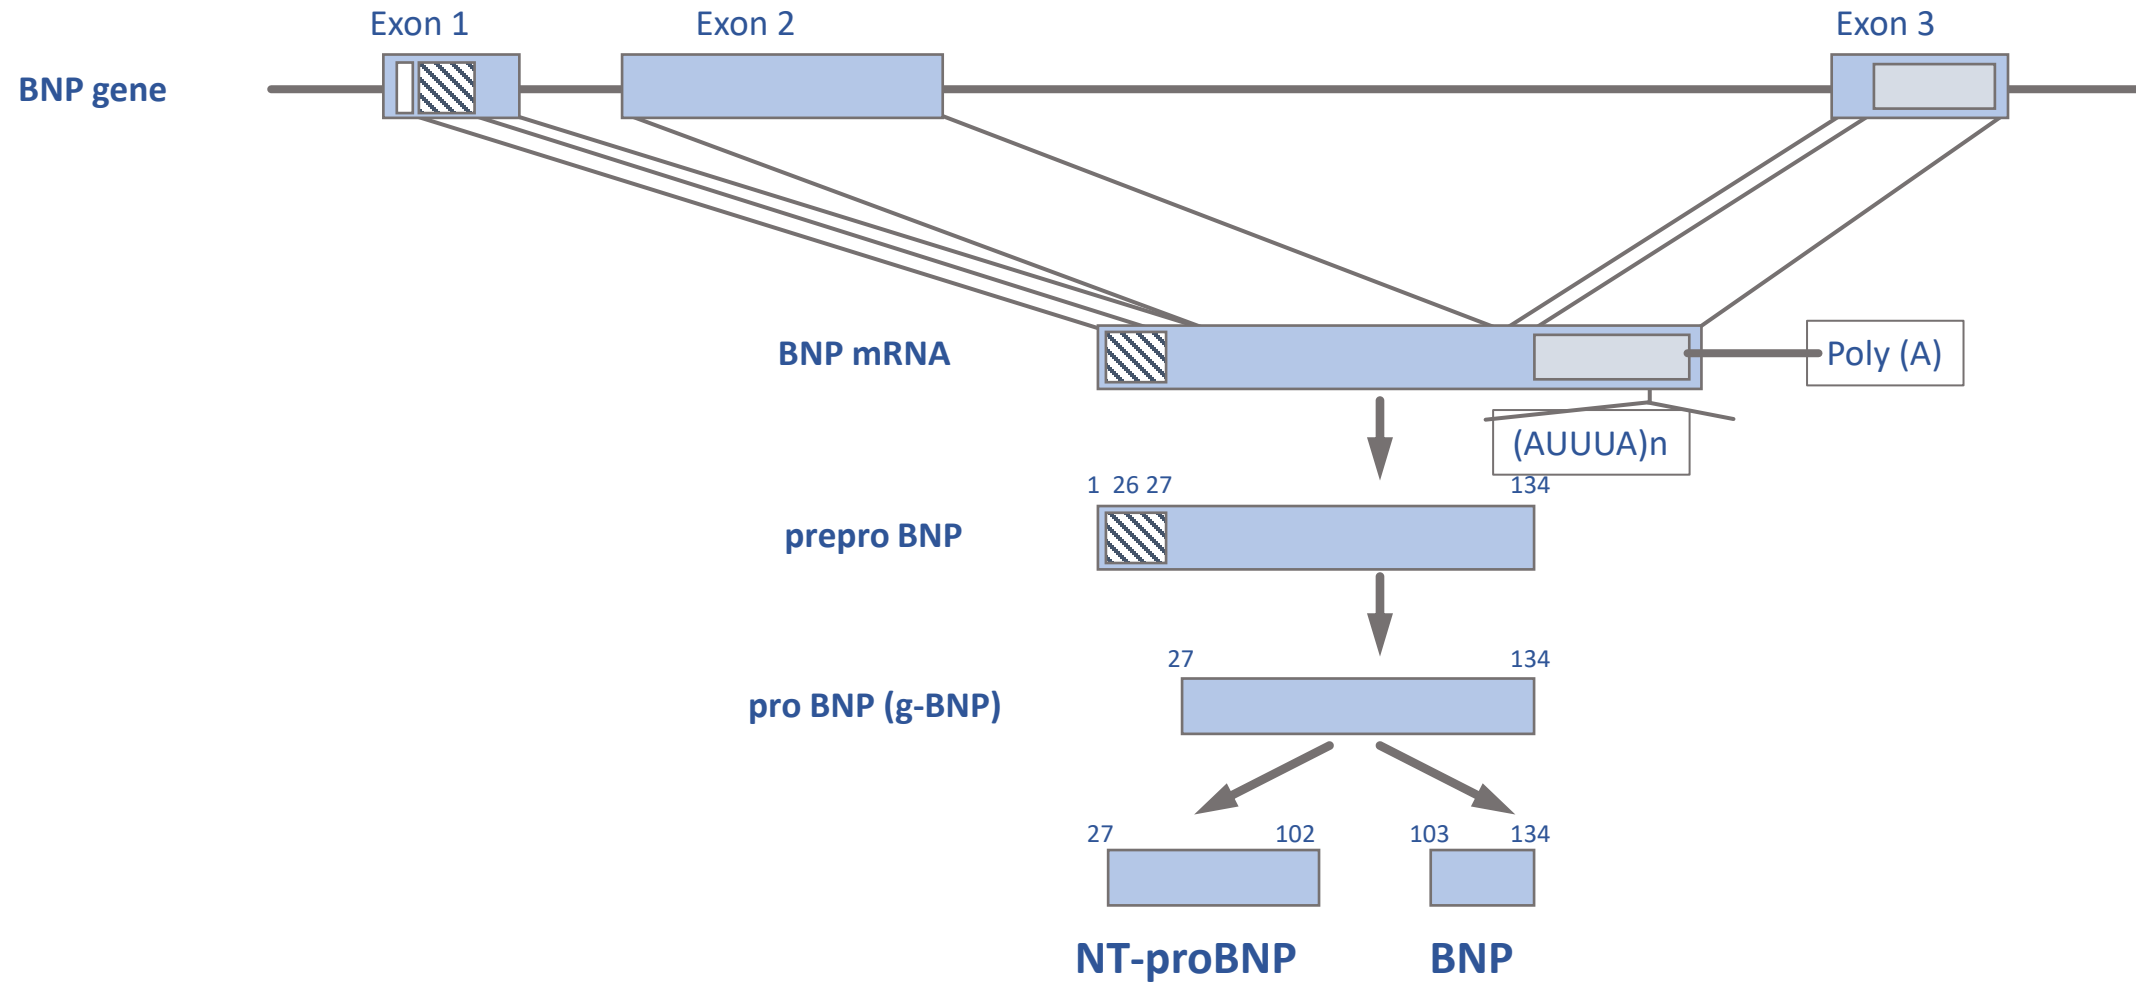 Exon 1
Exon 2
Exon 3
BNP gene
BNP mRNA
Poly (A)
(AUUUA)n
1 26 27 134
prepro BNP
27 134
pro BNP (g-BNP)
27 102 103 134
NT-proBNP
BNP